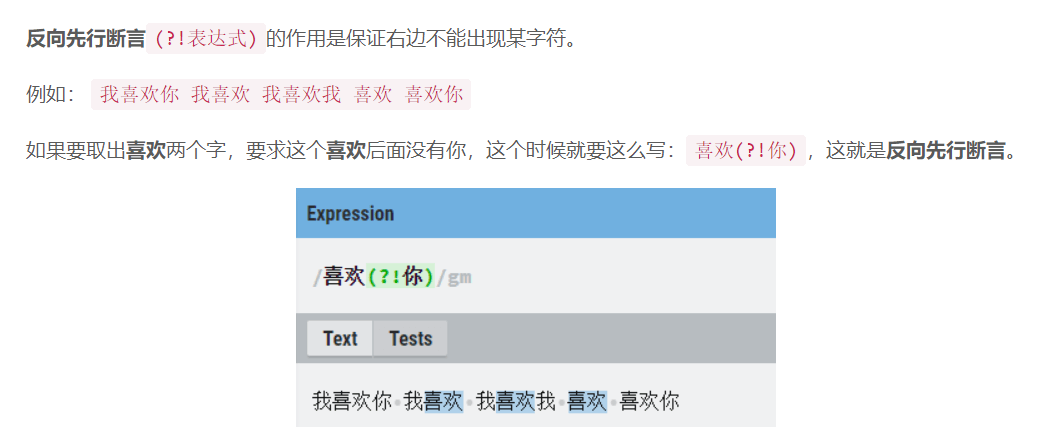 反向先行断言(?!表达式)的作用是保证右边不能出现某字符。
例如： 我喜欢你 我喜欢 我喜欢我 喜欢 喜欢你
如果要取出喜欢两个字，要求这个喜欢后面没有你，这个时候就要这么写：喜欢(?!你)，这就是反向先行断言。
Expression
/喜欢(?!你)/gm
Text Tests
我喜欢你·我喜欢·我喜欢我·喜欢·喜欢你